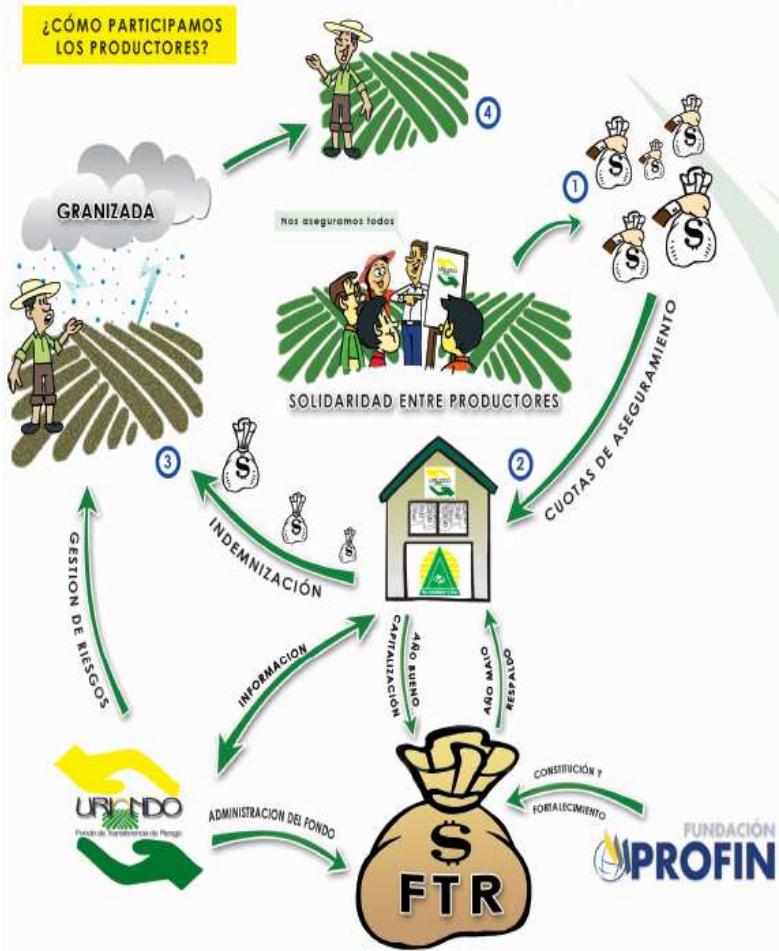 ¿CÓMO PARTICIPAMOS
LOS PRODUCTORES?
4
1
$
$
$
$
$
GRANIZADA
Nos aseguramos todos
SOLIDARIDAD ENTRE PRODUCTORES
CUOTAS DE ASEGURAMIENTO
2
3
$
$
$
INDEMNIZACIÓN
GESTION DE RIESGOS
INFORMACION
AÑO BUENO
CAPITALIZACIÓN
AÑO MALO
RESPALDO
URIONDO
Fondo de Transferencia de Riesgo
ADMINISTRACION DEL FONDO
$
FTR
CONSTITUCIÓN Y
FORTALECIMIENTO
FUNDACIÓN
PROFIN